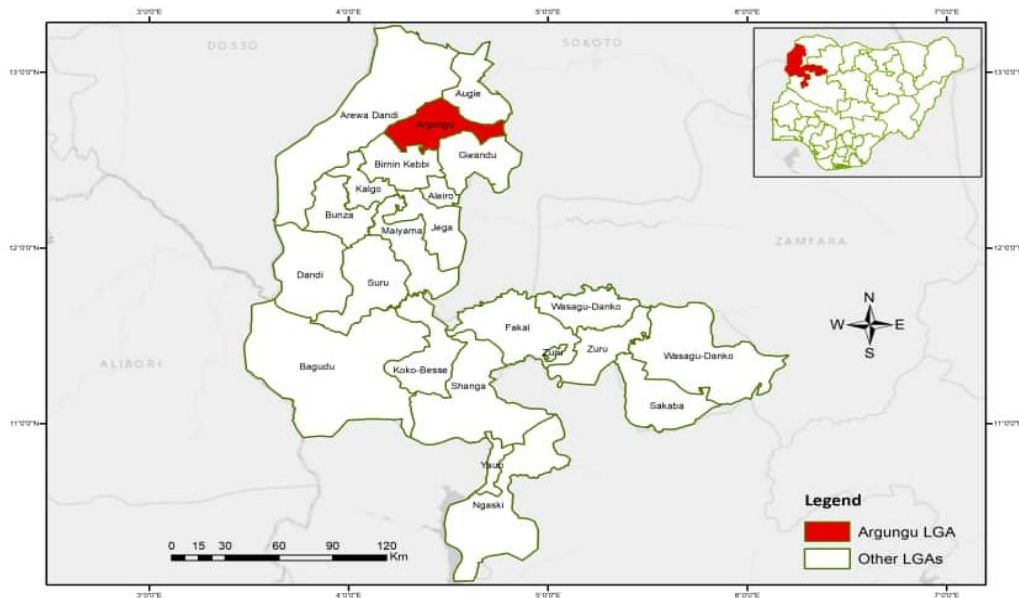 3°0'0"E 4°0'0"E 5°0'0"E 6°0'0"E 7°0'0"E
DOSSO
SOKOTO
13°0'0"N
13°0'0"N
Augie
Arewa Dandi
Argungu
Birnin Kebbi
Gwandu
Kalgo
Aleiro
Bunza
Maiyama
Jega
12°0'0"N
12°0'0"N
ZAMFARA
Dandi
Suru
Wasagu-Danko
Fakai
N
W E
S
Zuru
Zuru
Wasagu-Danko
ALIBORI
Bagudu
Koko-Besse
Shanga
Sakaba
11°0'0"N
11°0'0"N
Yauri
Ngaski
Legend
Argungu LGA
Other LGAs
0 15 30 60 90 120
Km
3°0'0"E 4°0'0"E 5°0'0"E 6°0'0"E 7°0'0"E